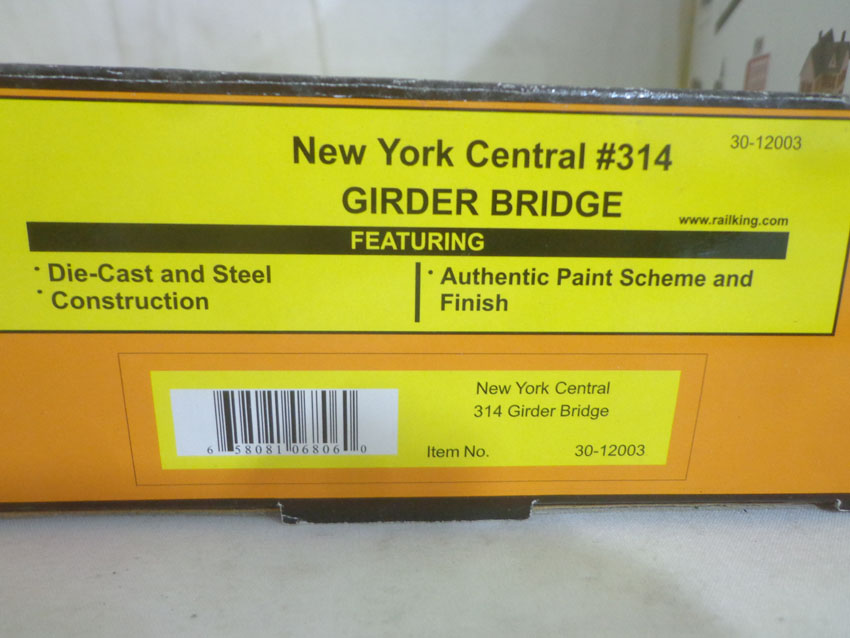 New York Central #314
30-12003
GIRDER BRIDGE
www.railking.com
FEATURING
· Die-Cast and Steel
· Construction
· Authentic Paint Scheme and
Finish
New York Central
314 Girder Bridge
Item No. 30-12003
6 58081 06806 0